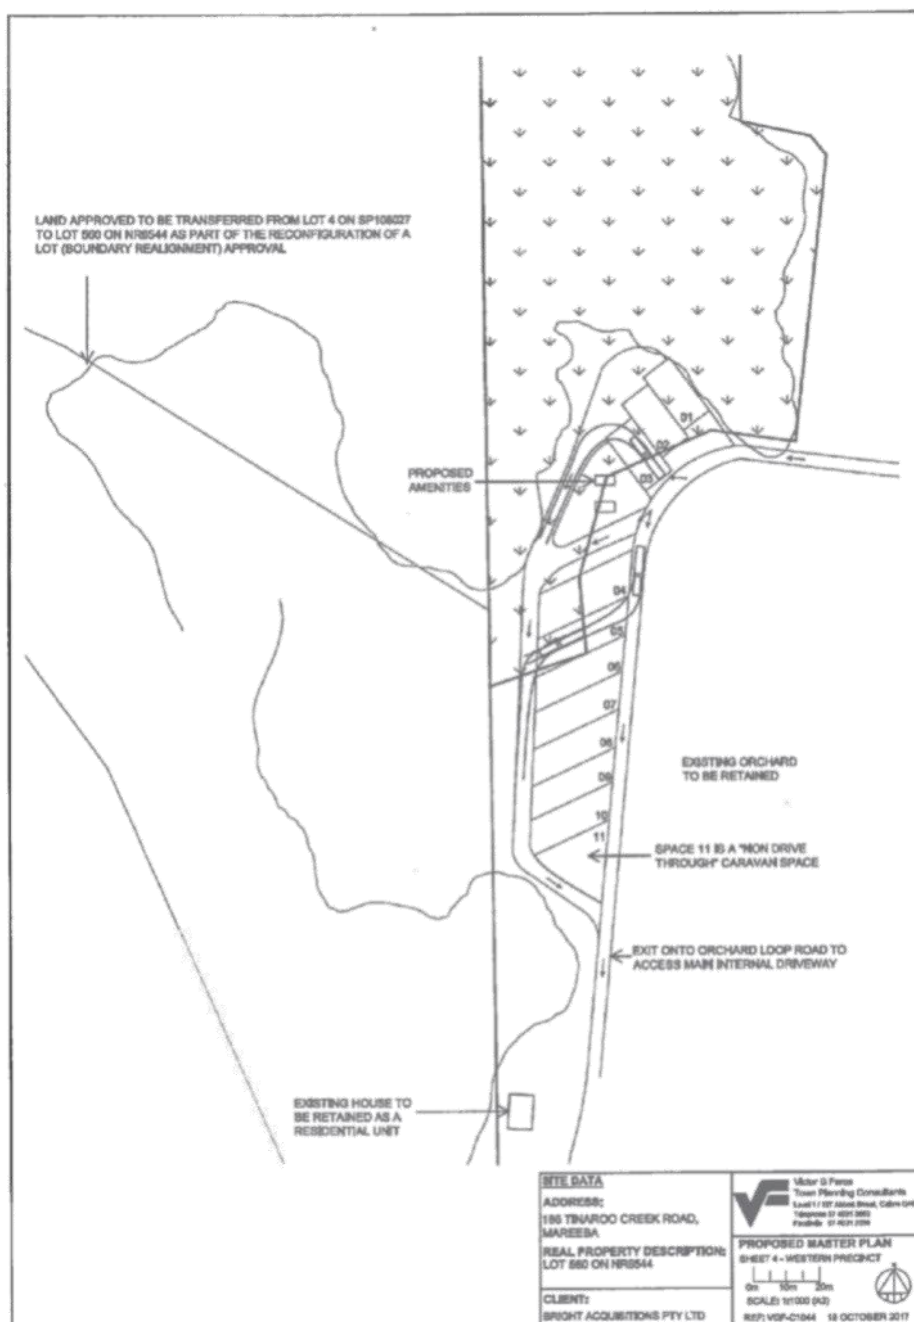 LAND APPROVED TO BE TRANSFERRED FROM LOT 4 ON SP108027
TO LOT 560 ON NR8544 AS PART OF THE RECONFIGURATION OF A
LOT (BOUNDARY REALIGNMENT) APPROVAL
01
02
PROPOSED
AMENITIES
03
04
05
06
07
08
EXISTING ORCHARD
TO BE RETAINED
09
10
11
SPACE 11 IS A "NON DRIVE
THROUGH" CARAVAN SPACE
EXIT ONTO ORCHARD LOOP ROAD TO
ACCESS MAIN INTERNAL DRIVEWAY
EXISTING HOUSE TO
BE RETAINED AS A
RESIDENTIAL UNIT
SITE DATA
ADDRESS:
TINAROO CREEK ROAD,
MAREEBA
REAL PROPERTY DESCRIPTION:
LOT 560 ON NR8544
CLIENT:
BRIGHT ACQUISITIONS PTY LTD
Victor G Feros
Town Planning Consultants
PROPOSED MASTER PLAN
SHEET 4 - WESTERN PRECINCT
0m 10m 20m
SCALE: 1:1000 (A3)
REF: VGF-C1044 18 OCTOBER 2017